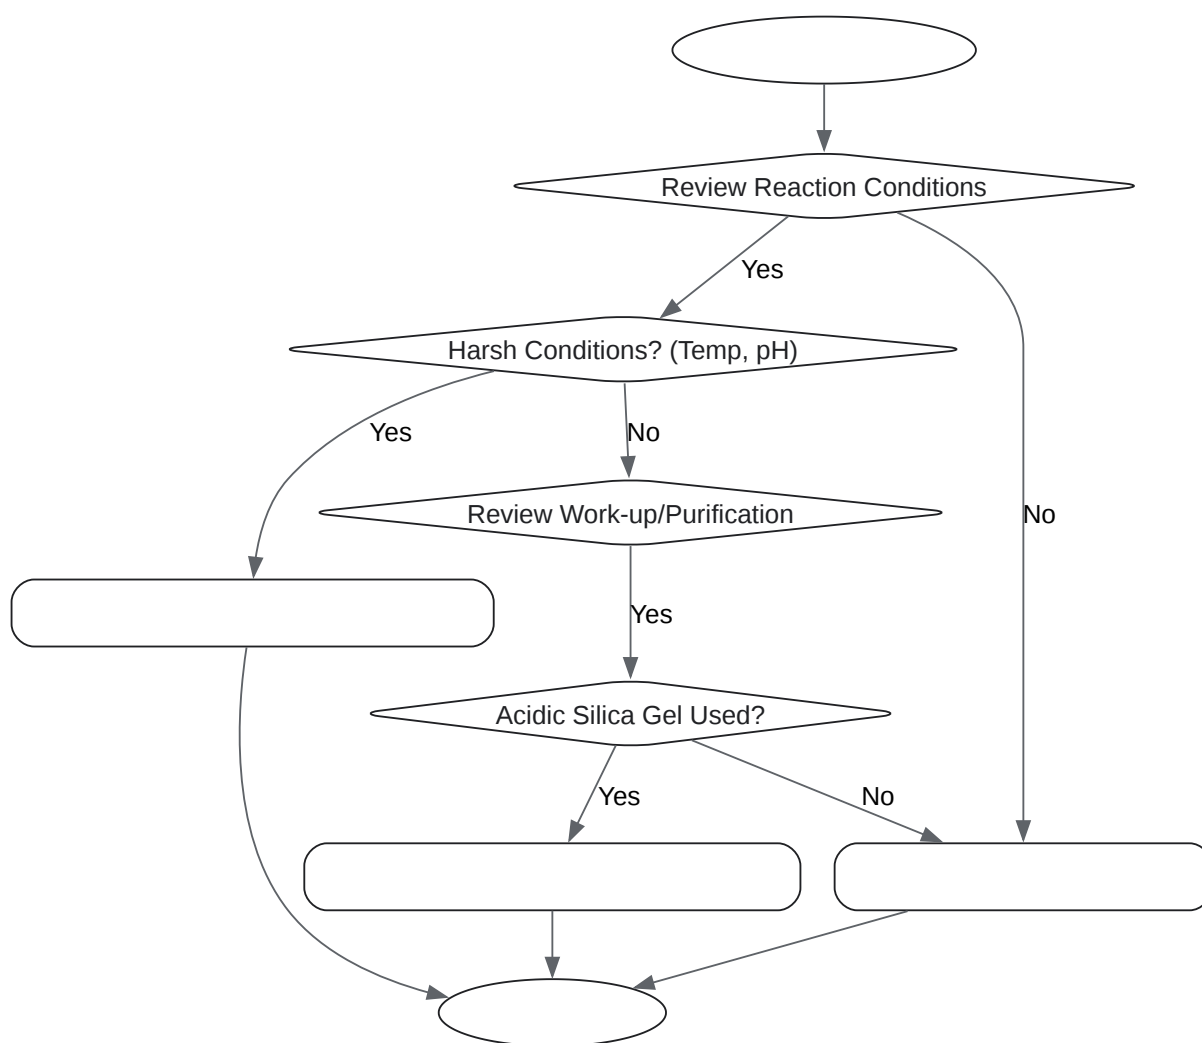 Review Reaction Conditions
Yes
Harsh Conditions? (Temp, pH)
Yes
No
Review Work-up/Purification
No
Yes
Acidic Silica Gel Used?
Yes
No